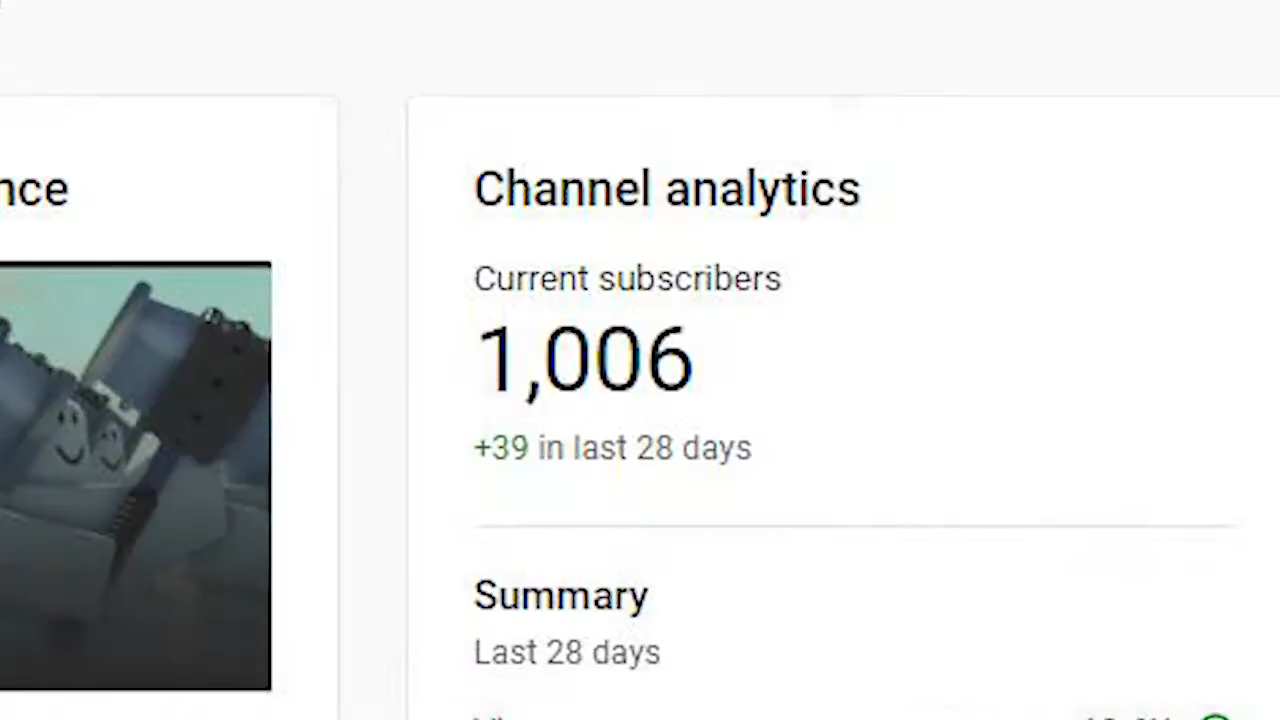 nce
Channel analytics
Current subscribers
1,006
+39 in last 28 days
Summary
Last 28 days